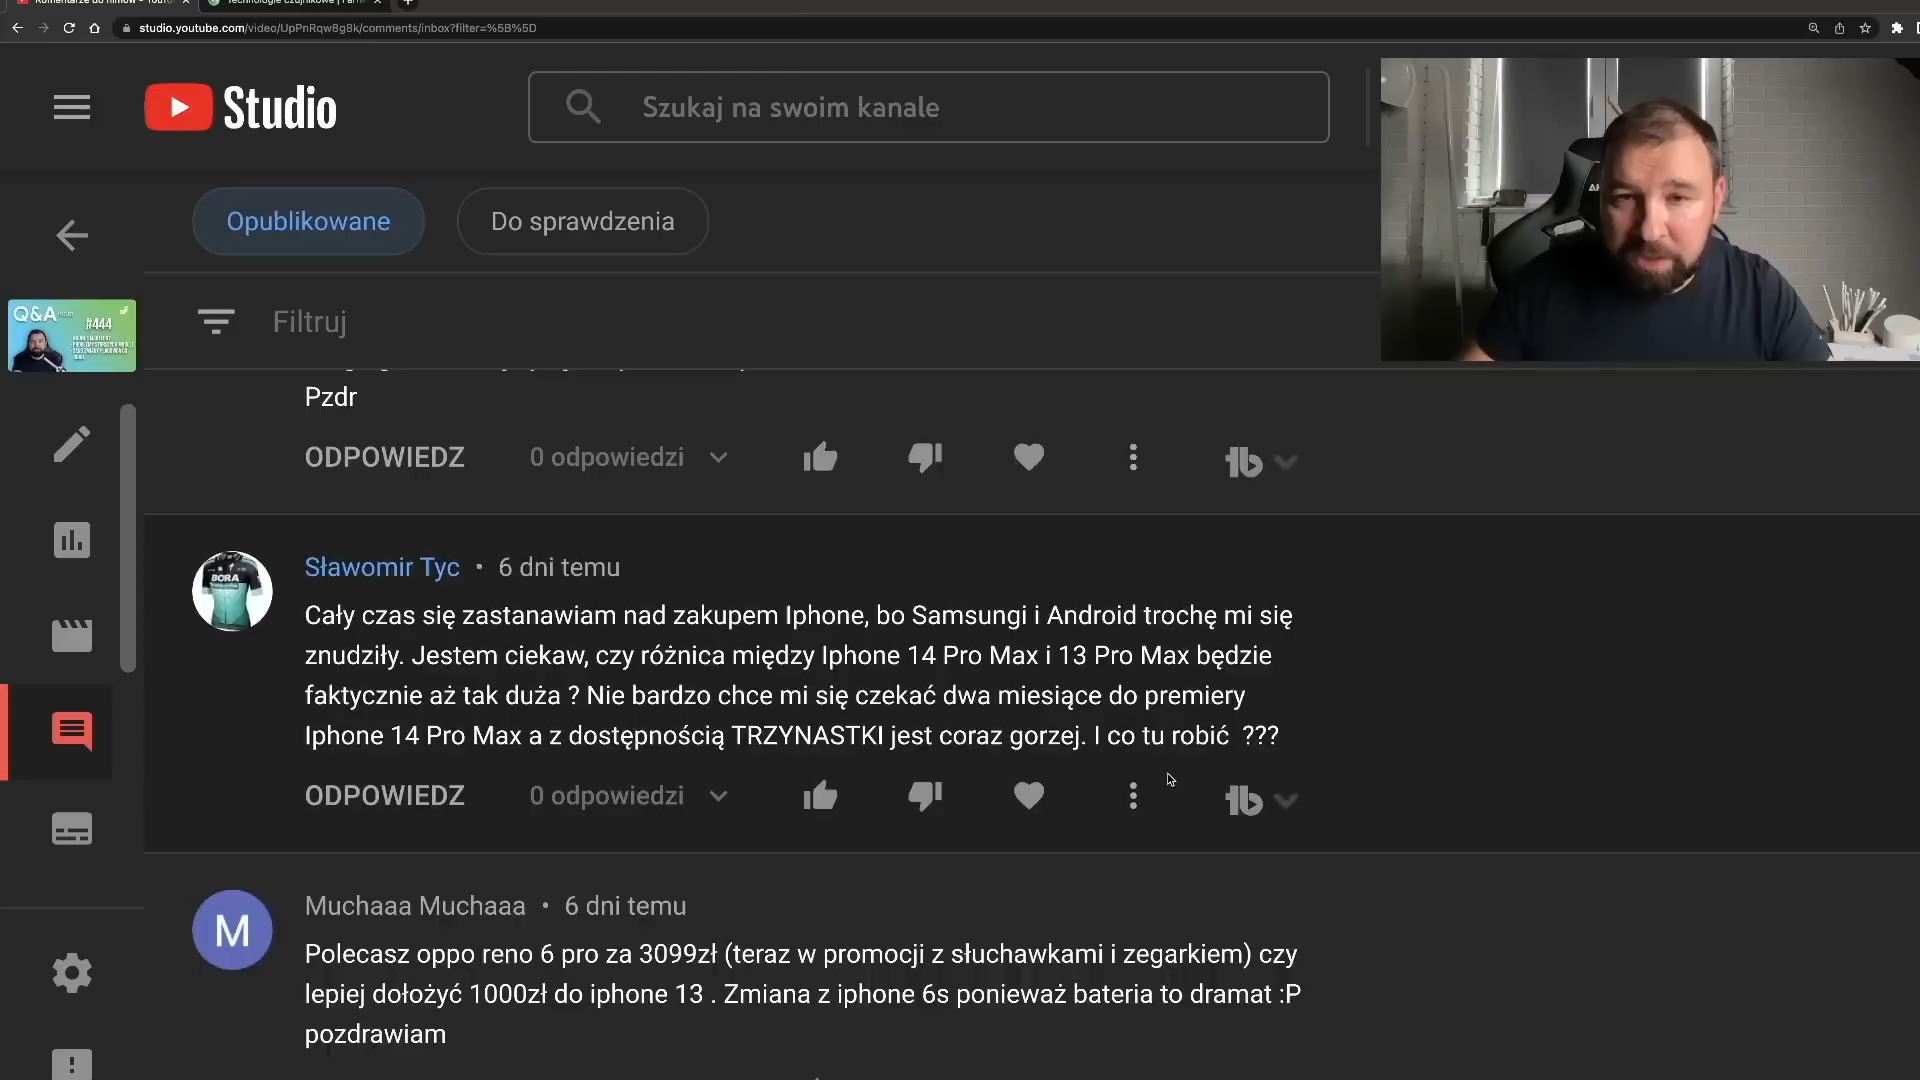 studio.youtube.com/video/UpPnRqw8g8k/comments/inbox?filter=%5B%5D
Studio
Szukaj na swoim kanale
Opublikowane
Do sprawdzenia
Filtruj
Q&A
#444
Pzdr
ODPOWIEDZ
0 odpowiedzi
Sławomir Tyc • 6 dni temu
BORA
Cały czas się zastanawiam nad zakupem Iphone, bo Samsungi i Android trochę mi się
znudziły. Jestem ciekaw, czy różnica między Iphone 14 Pro Max i 13 Pro Max będzie
faktycznie aż tak duża ? Nie bardzo chce mi się czekać dwa miesiące do premiery
Iphone 14 Pro Max a z dostępnością TRZYNASTKI jest coraz gorzej. I co tu robić ???
ODPOWIEDZ
0 odpowiedzi
M
Muchaaa Muchaaa • 6 dni temu
Polecasz oppo reno 6 pro za 3099zł (teraz w promocji z słuchawkami i zegarkiem) czy
lepiej dołożyć 1000zł do iphone 13 . Zmiana z iphone 6s ponieważ bateria to dramat :P
pozdrawiam